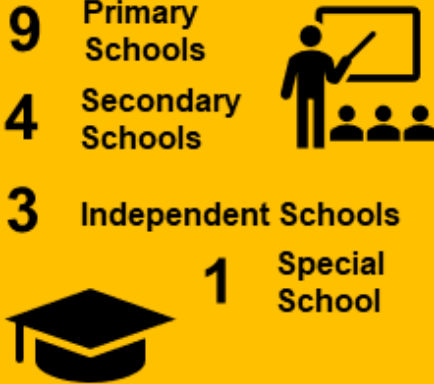 9 Primary
Schools
4 Secondary
Schools
3 Independent Schools
1 Special
School